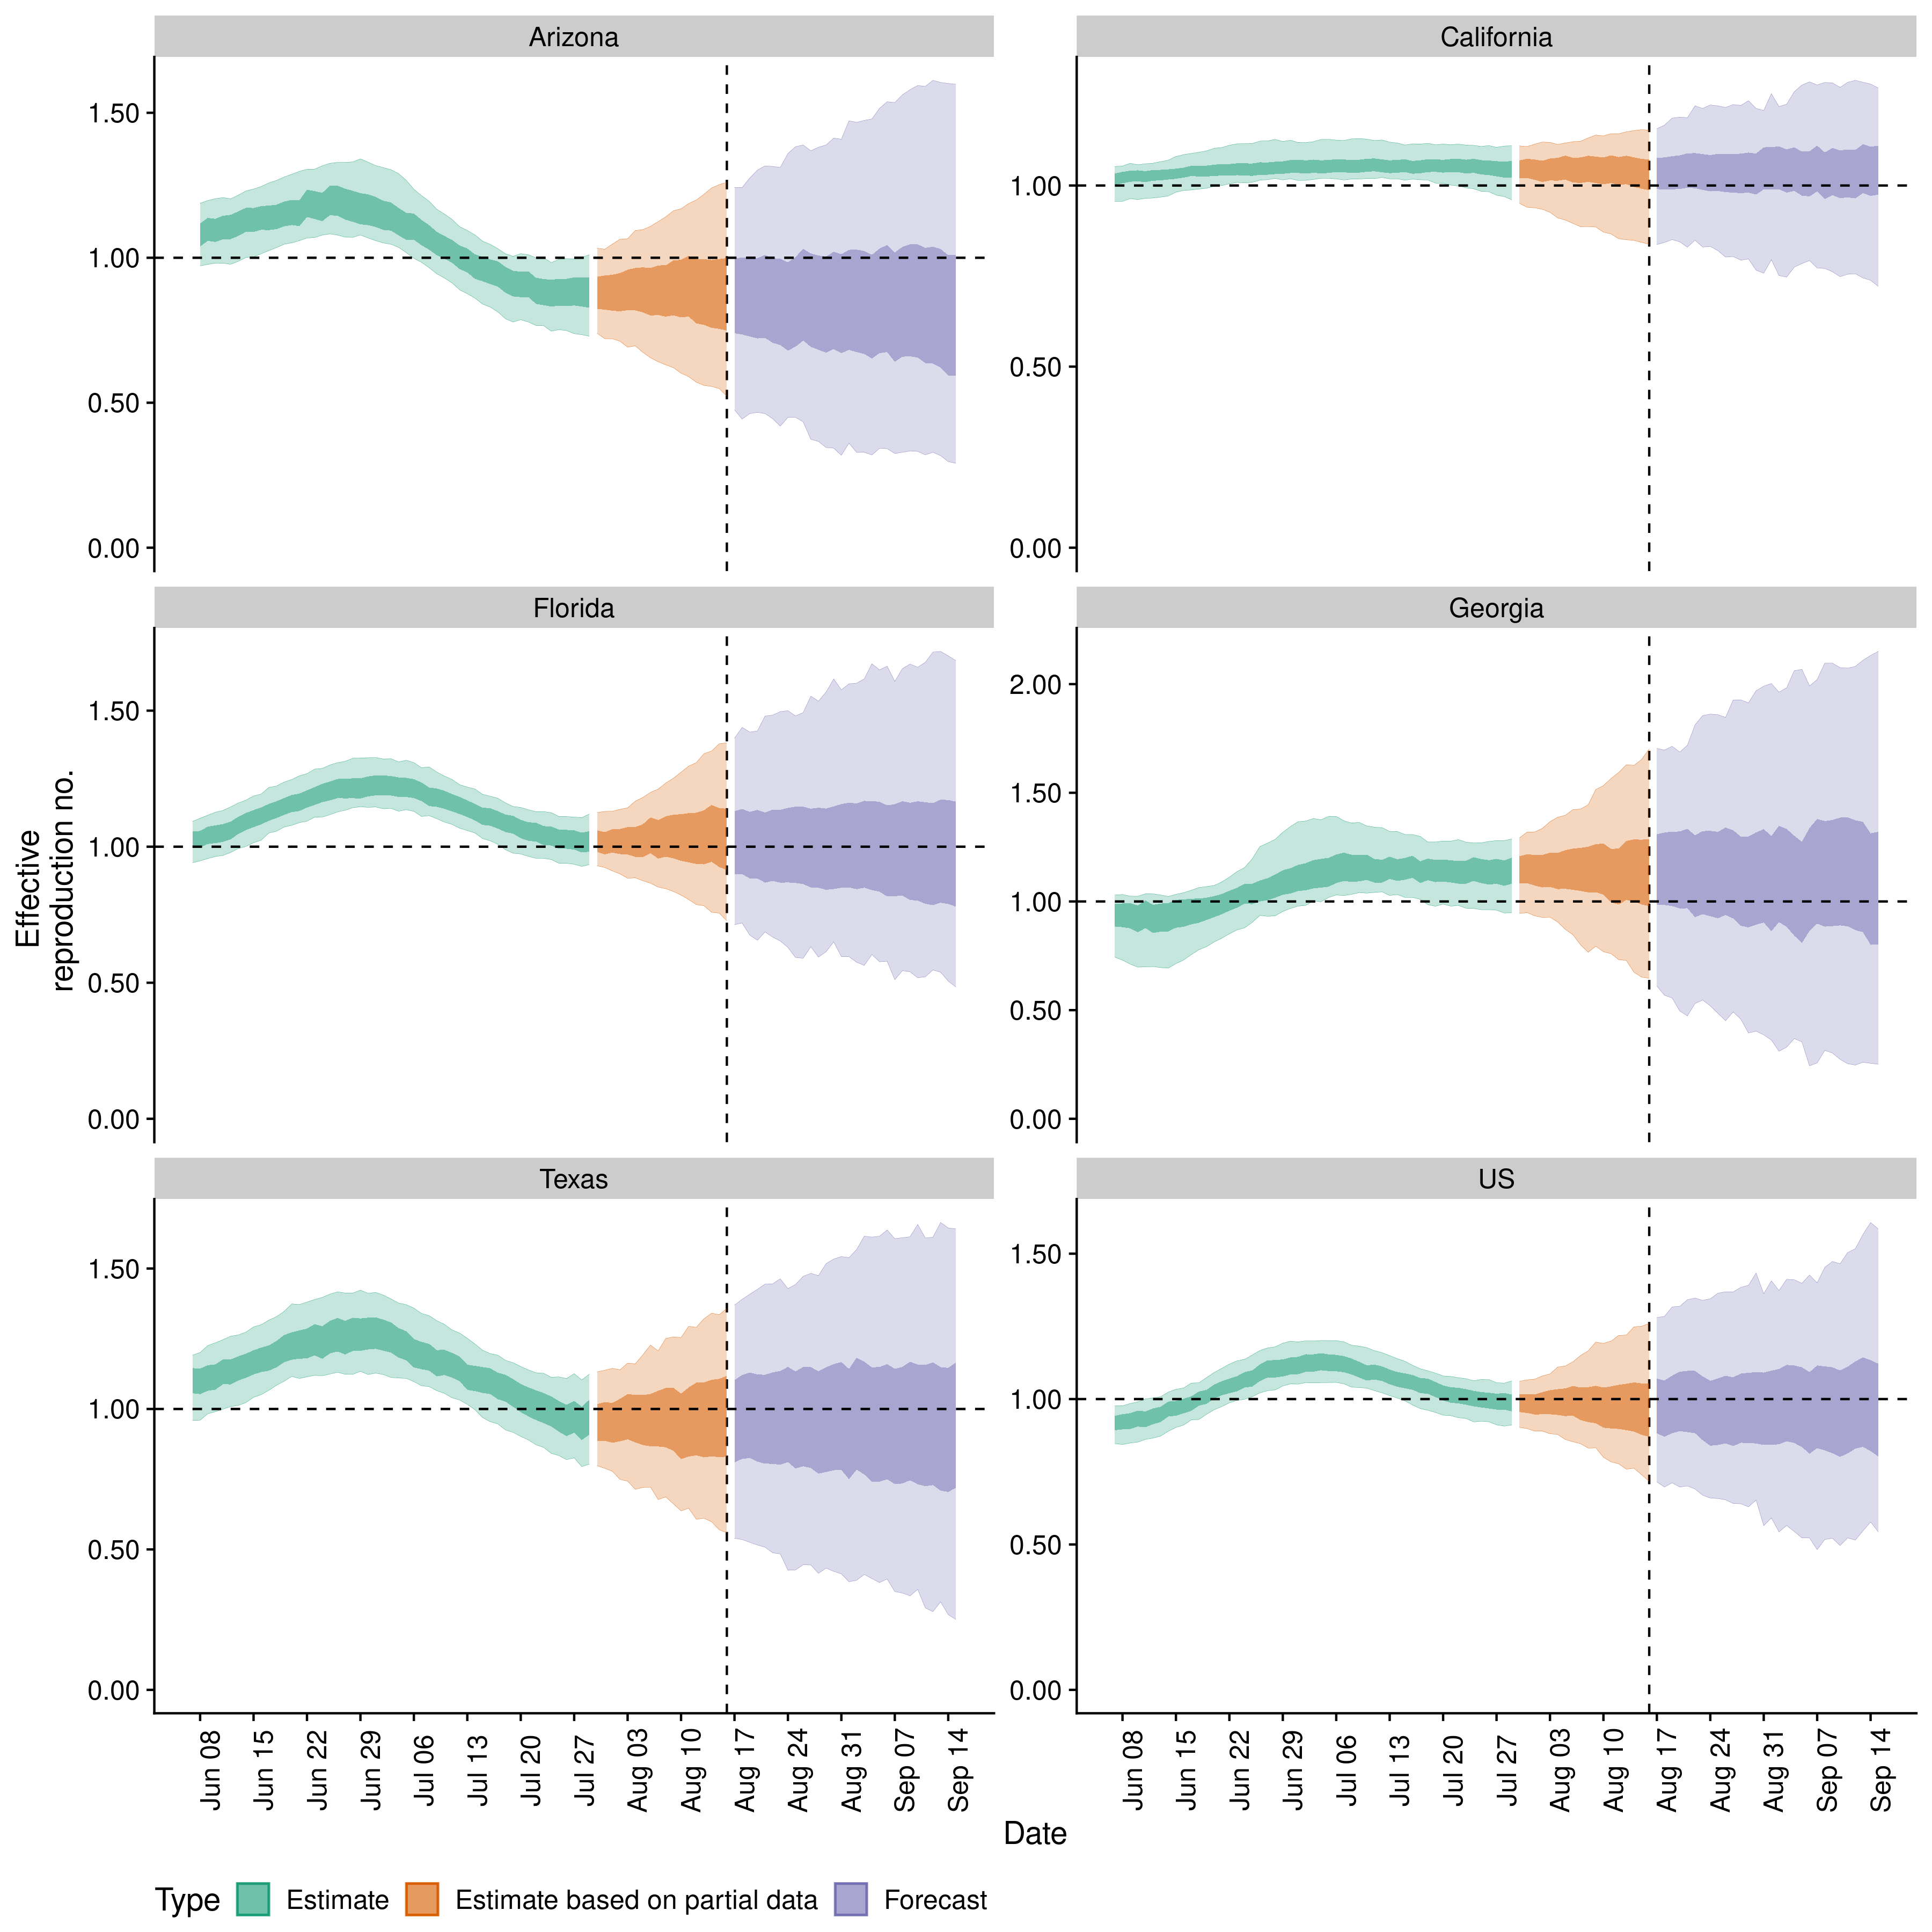 Arizona
California
1.50
1.00
0.50
0.00
1.00
0.50
0.00
Florida
Georgia
1.50
1.00
0.50
0.00
2.00
1.50
1.00
0.50
0.00
Texas
US
1.50
1.00
0.50
0.00
1.50
1.00
0.50
0.00
Effective
reproduction no.
Jun 08
Jun 15
Jun 22
Jun 29
Jul 06
Jul 13
Jul 20
Jul 27
Aug 03
Aug 10
Aug 17
Aug 24
Aug 31
Sep 07
Sep 14
Jun 08
Jun 15
Jun 22
Jun 29
Jul 06
Jul 13
Jul 20
Jul 27
Aug 03
Aug 10
Aug 17
Aug 24
Aug 31
Sep 07
Sep 14
Date
Type Estimate Estimate based on partial data Forecast